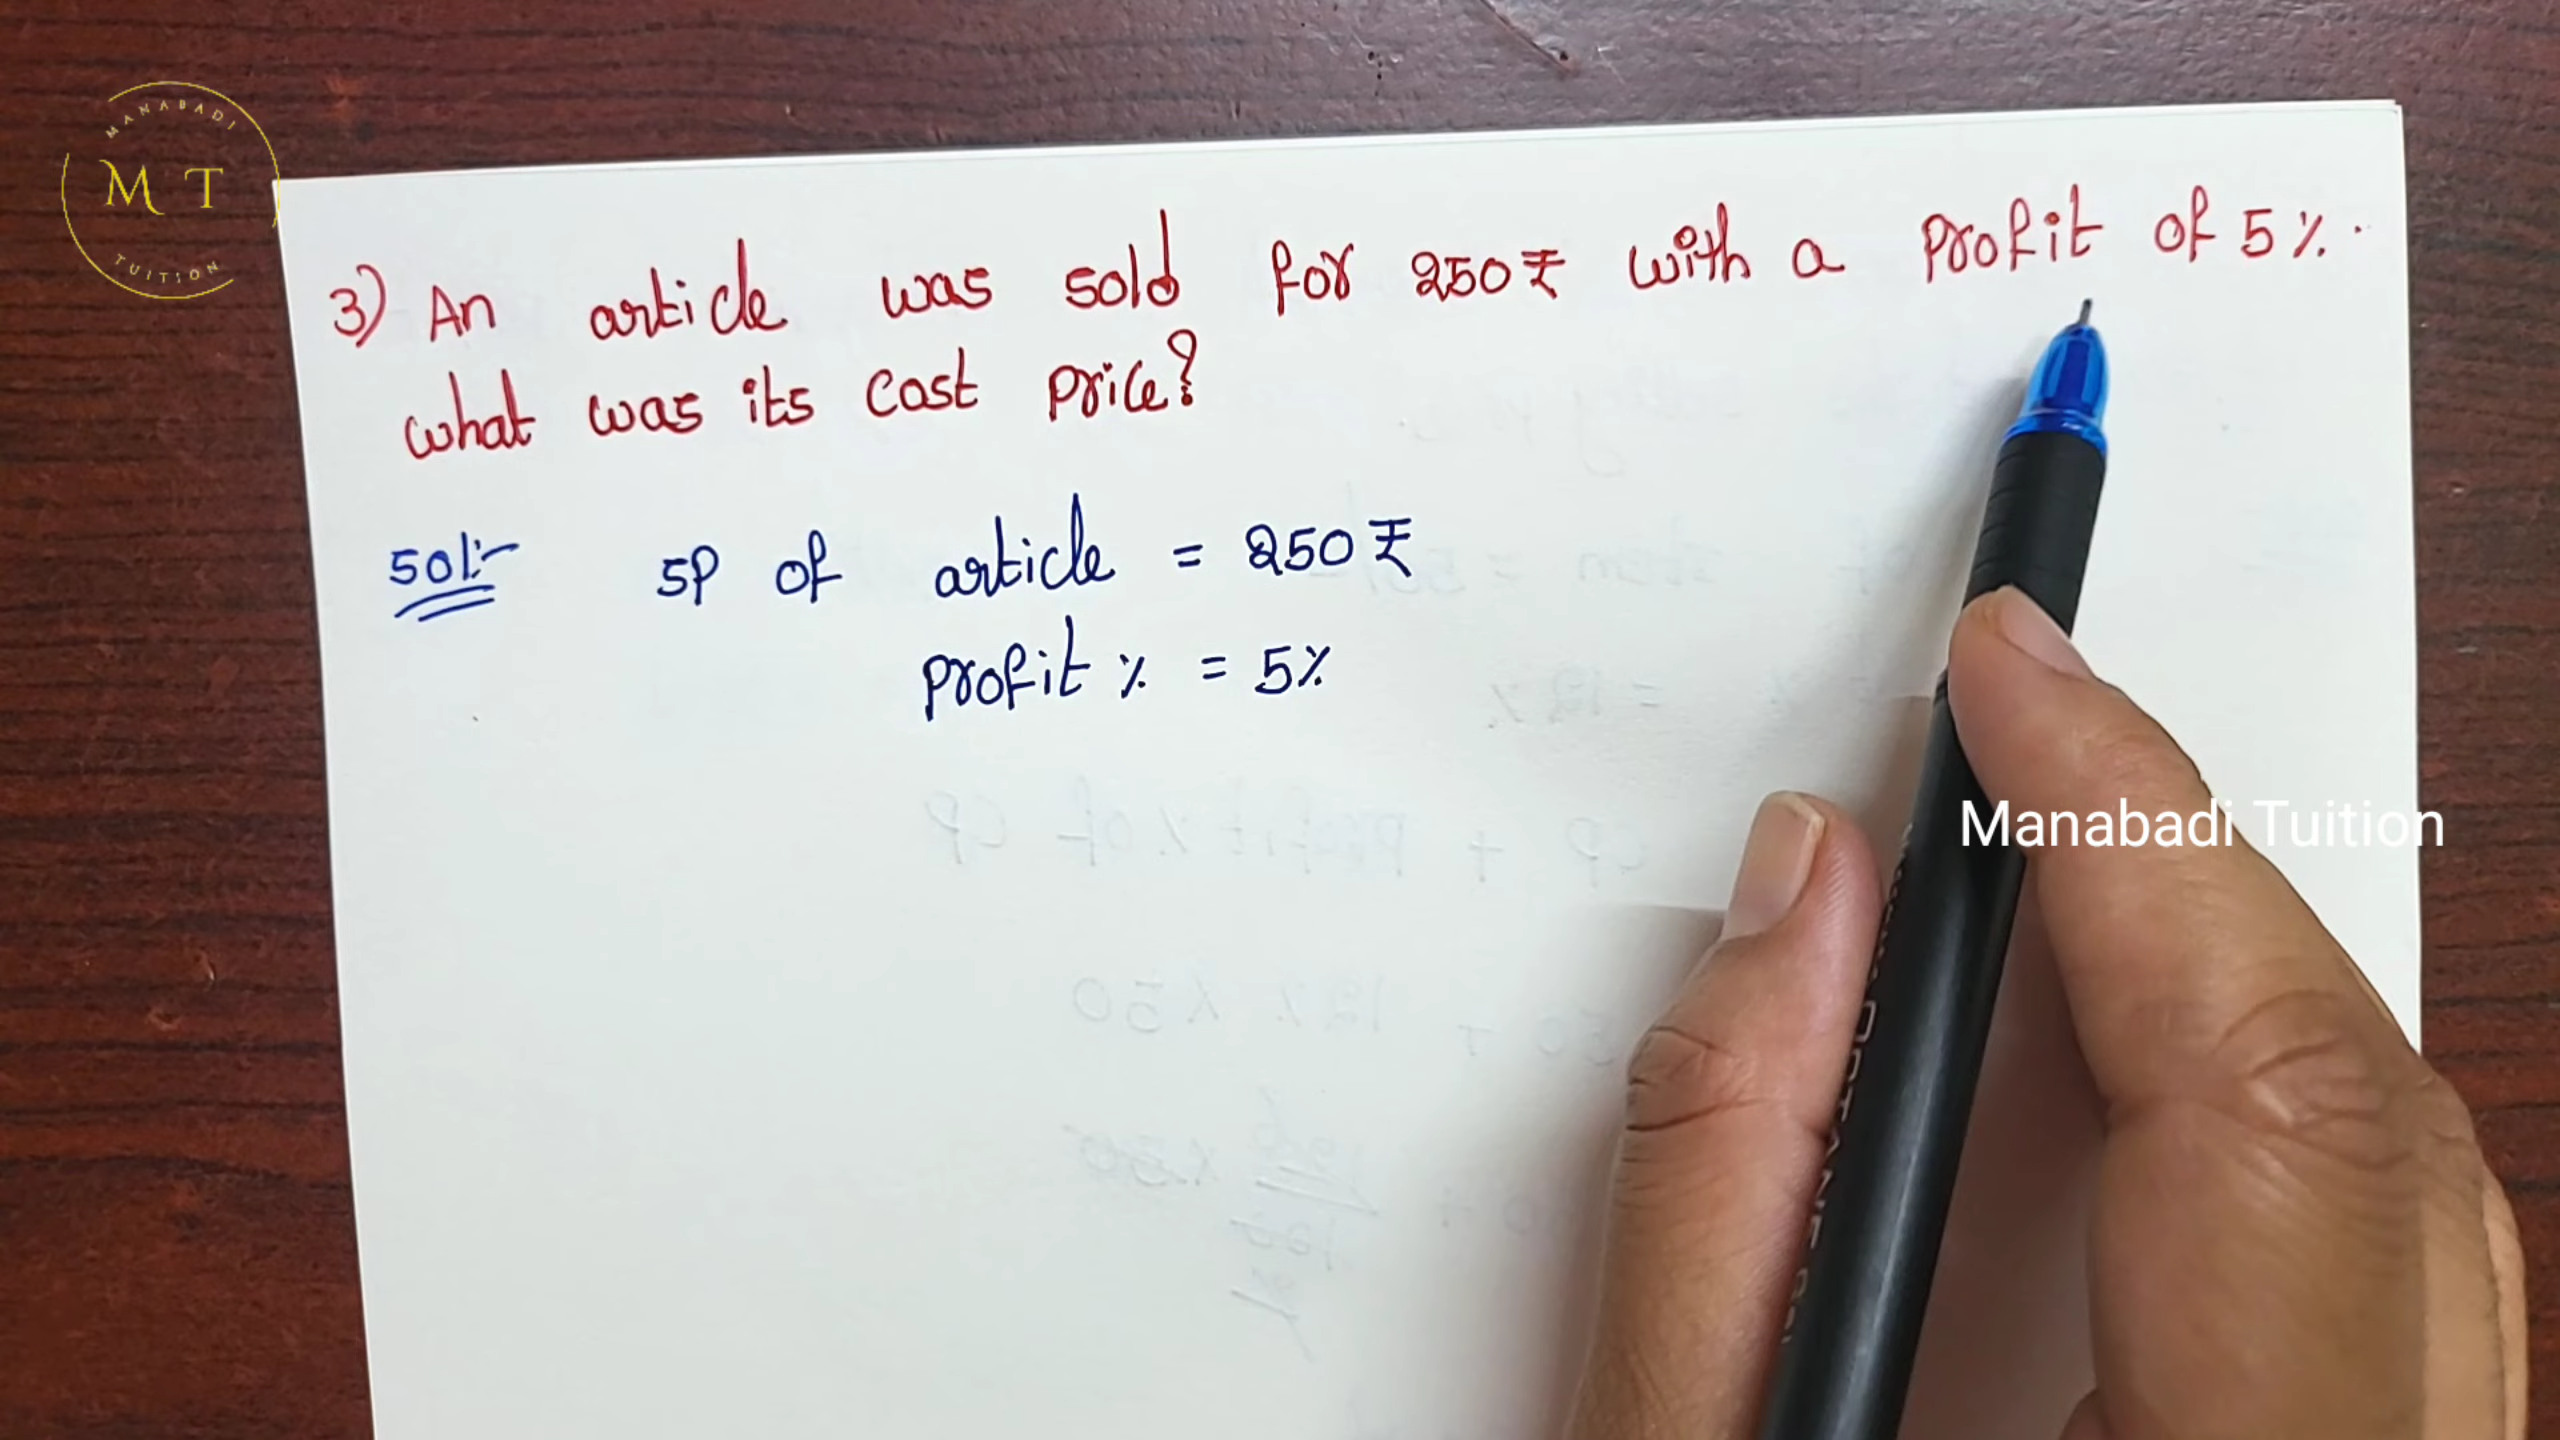 MANABADI
M T
TUITION
3) An article was sold for 250₹ with a profit of 5%.
what was its cost price?
Sol:- SP of article = 250₹
profit % = 5%
Manabadi Tuition